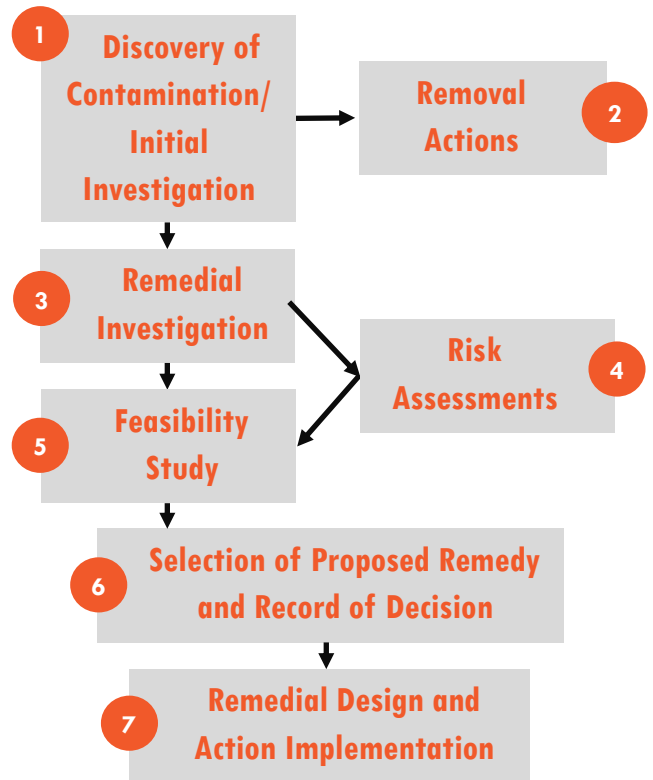 1
Discovery of
Contamination/
Initial
Investigation
Removal
Actions
2
3
Remedial
Investigation
Risk
Assessments
4
5
Feasibility
Study
6
Selection of Proposed Remedy
and Record of Decision
7
Remedial Design and
Action Implementation